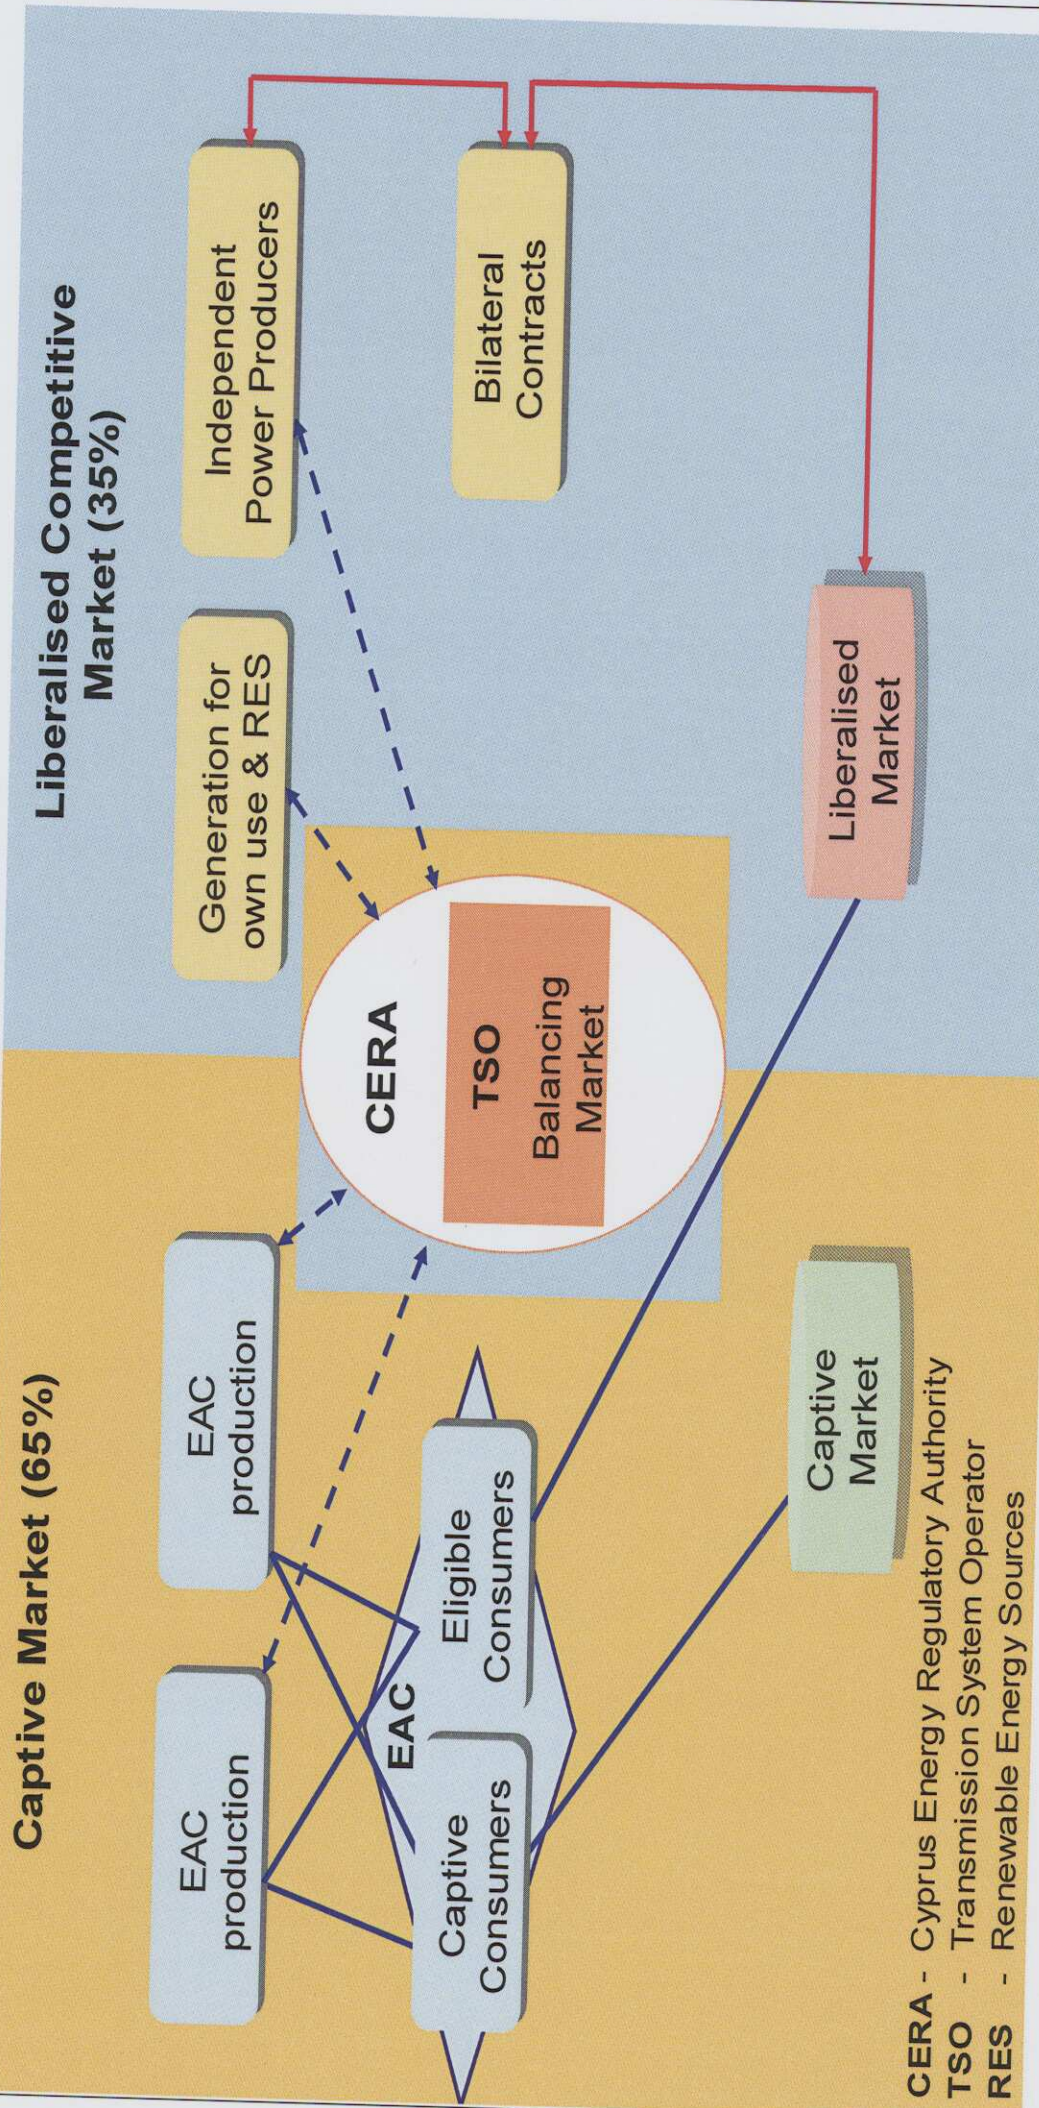 Captive Market (65%)
Liberalised Competitive
Market (35%)
EAC
production
EAC
production
Generation for
own use & RES
Independent
Power Producers
CERA
TSO
Balancing
Market
EAC
Captive
Consumers
Eligible
Consumers
Bilateral
Contracts
Captive
Market
Liberalised
Market
CERA - Cyprus Energy Regulatory Authority
TSO - Transmission System Operator
RES - Renewable Energy Sources